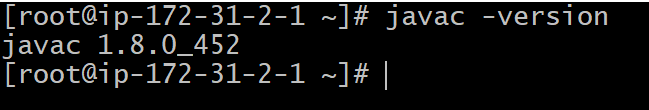 [root@ip-172-31-2-1 ~]# javac -version
javac 1.8.0_452
[root@ip-172-31-2-1 ~]#